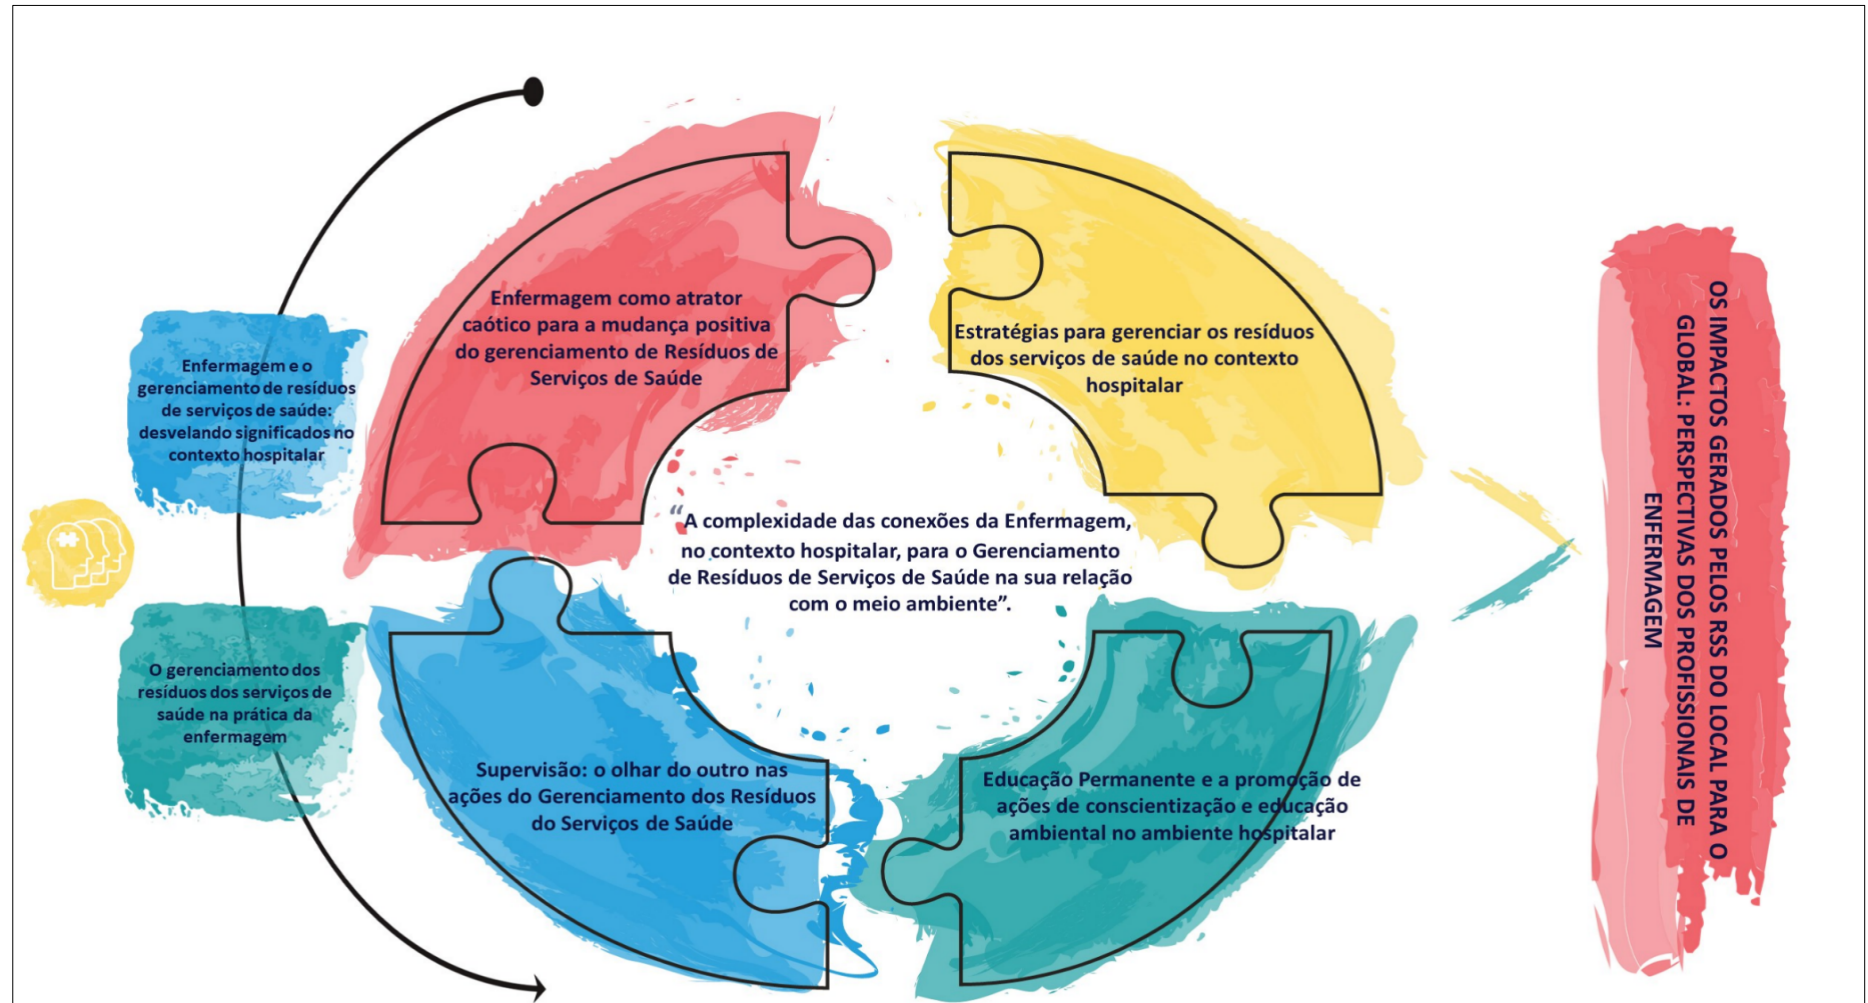 Enfermagem como atrator
caótico para a mudança positiva
do gerenciamento de Resíduos de
Serviços de Saúde
Estratégias para gerenciar os resíduos
dos serviços de saúde no contexto
hospitalar
Enfermagem e o
gerenciamento de resíduos
de serviços de saúde:
desvelando significados no
contexto hospitalar
“A complexidade das conexões da Enfermagem,
no contexto hospitalar, para o Gerenciamento
de Resíduos de Serviços de Saúde na sua relação
com o meio ambiente”.
O gerenciamento dos
resíduos dos serviços de
saúde na prática da
enfermagem
Supervisão: o olhar do outro nas
ações do Gerenciamento dos Resíduos
do Serviços de Saúde
Educação Permanente e a promoção de
ações de conscientização e educação
ambiental no ambiente hospitalar
OS IMPACTOS GERADOS PELOS RSS DO LOCAL PARA O
GLOBAL: PERSPECTIVAS DOS PROFISSIONAIS DE
ENFERMAGEM